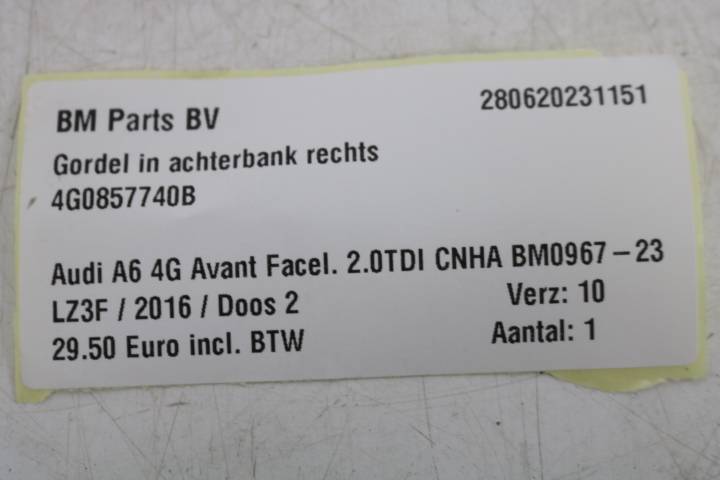 BM Parts BV 280620231151
Gordel in achterbank rechts
4G0857740B
Audi A6 4G Avant Facel. 2.0TDI CNHA BM0967-23
LZ3F / 2016 / Doos 2 Verz: 10
29.50 Euro incl. BTW Aantal: 1